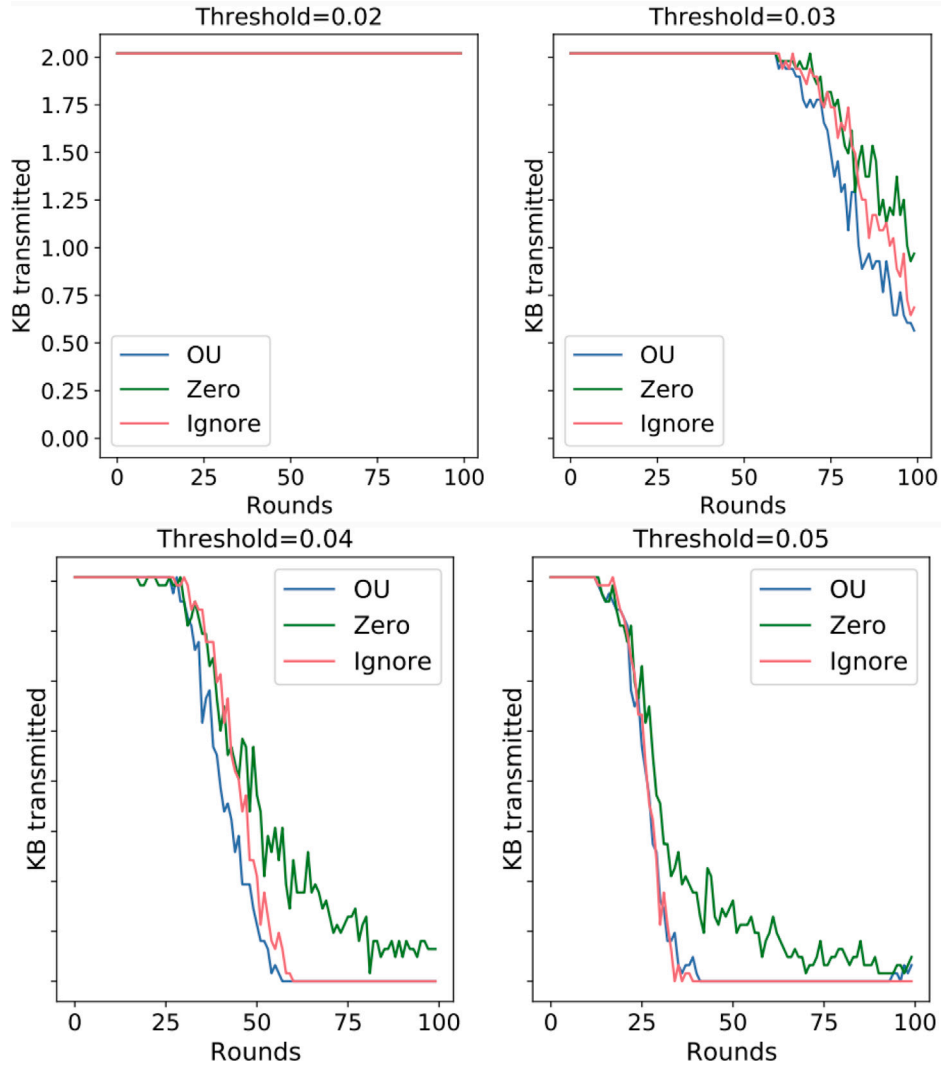 Threshold=0.02
Threshold=0.03
KB transmitted
2.00
1.75
1.50
1.25
1.00
0.75
0.50
0.25
0.00
OU
Zero
Ignore
0 25 50 75 100
Rounds
KB transmitted
OU
Zero
Ignore
0 25 50 75 100
Rounds
Threshold=0.04
Threshold=0.05
KB transmitted
OU
Zero
Ignore
0 25 50 75 100
Rounds
KB transmitted
OU
Zero
Ignore
0 25 50 75 100
Rounds